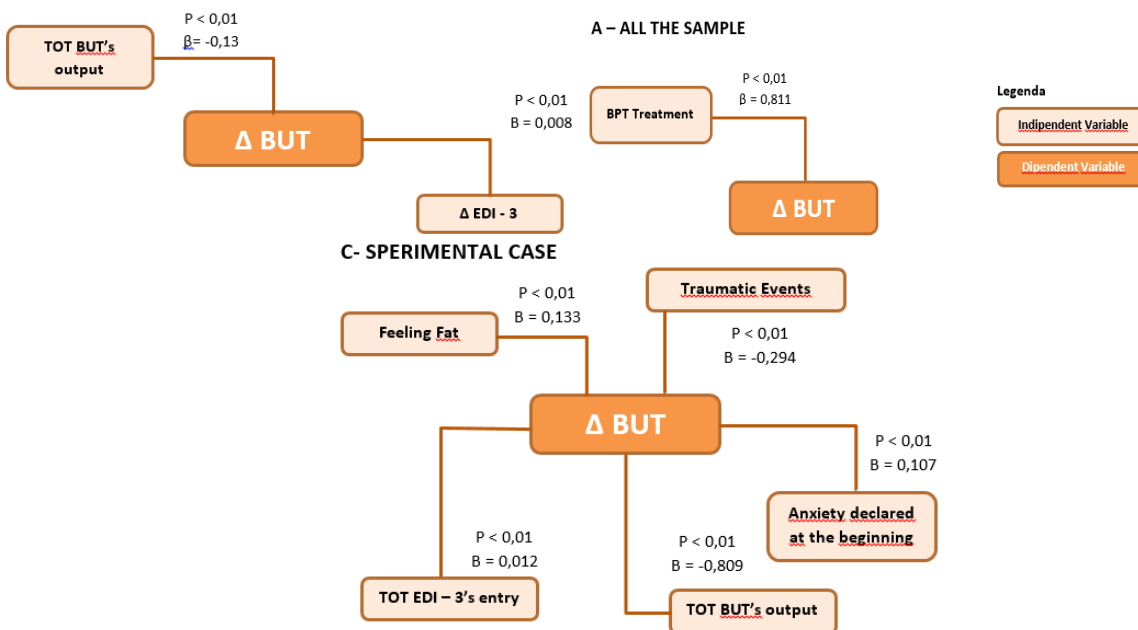 P < 0,01
β= -0,13
TOT BUT's
output
Δ BUT
P < 0,01
B = 0,008
Δ EDI - 3
A – ALL THE SAMPLE
BPT Treatment
P < 0,01
β = 0,811
Δ BUT
Legenda
Indipendent Variable
Dipendent Variable
C- SPERIMENTAL CASE
Feeling Fat
P < 0,01
B = 0,133
Traumatic Events
P < 0,01
B = -0,294
Δ BUT
P < 0,01
B = 0,107
Anxiety declared
at the beginning
P < 0,01
B = 0,012
TOT EDI – 3's entry
P < 0,01
B = -0,809
TOT BUT's output